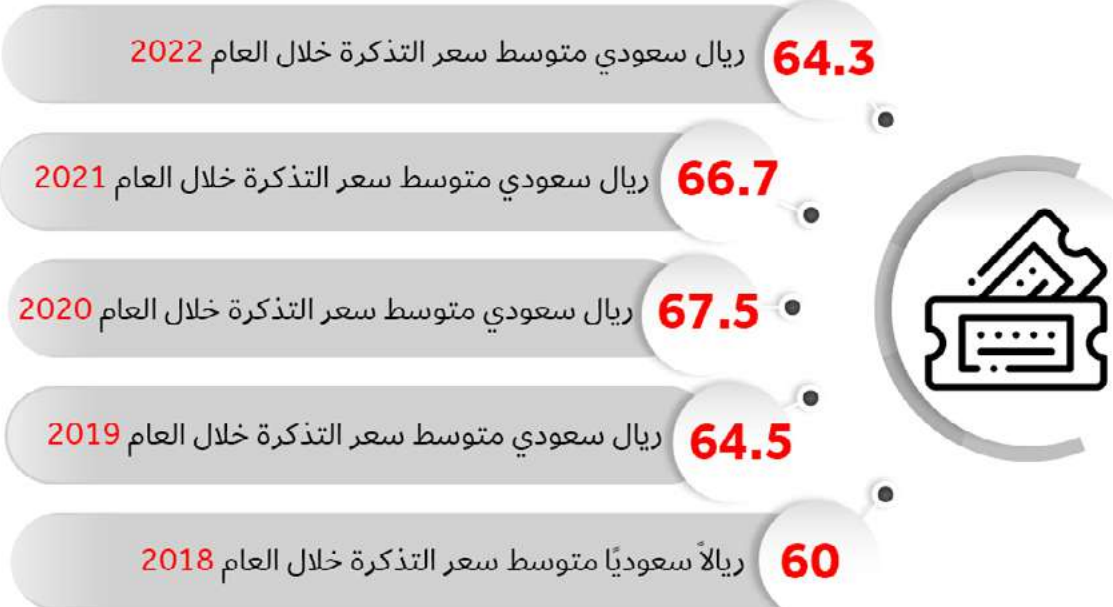 64.3 ريال سعودي متوسط سعر التذكرة خلال العام 2022
66.7 ريال سعودي متوسط سعر التذكرة خلال العام 2021
67.5 ريال سعودي متوسط سعر التذكرة خلال العام 2020
64.5 ريال سعودي متوسط سعر التذكرة خلال العام 2019
60 ريالاً سعوديًا متوسط سعر التذكرة خلال العام 2018